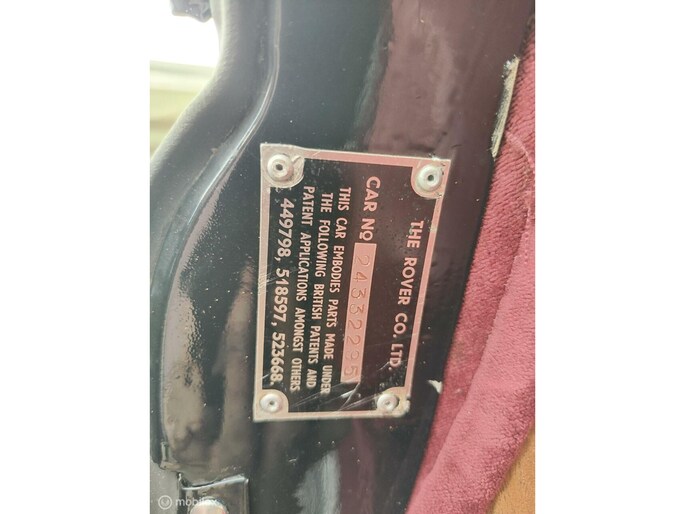 THE ROVER CO. LTD.
CAR No 24332295
THIS CAR EMBODIES PARTS MADE UNDER
THE FOLLOWING BRITISH PATENTS AND
PATENT APPLICATIONS AMONGST OTHERS
449798, 518597, 523668.